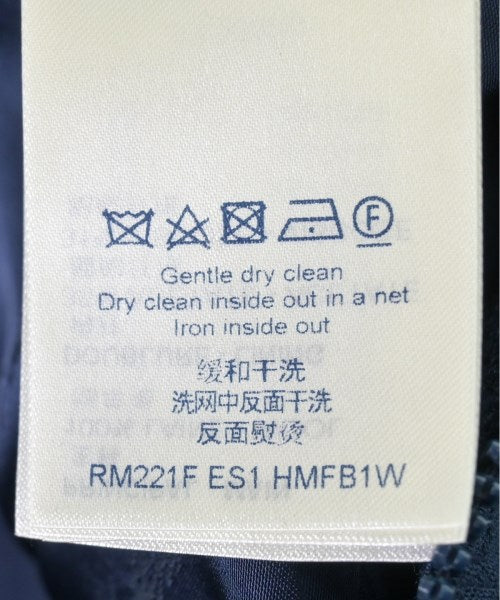 F
Gentle dry clean
Dry clean inside out in a net
Iron inside out
缓和干洗
洗网中反面干洗
反面熨烫
RM221F ES1 HMFB1W